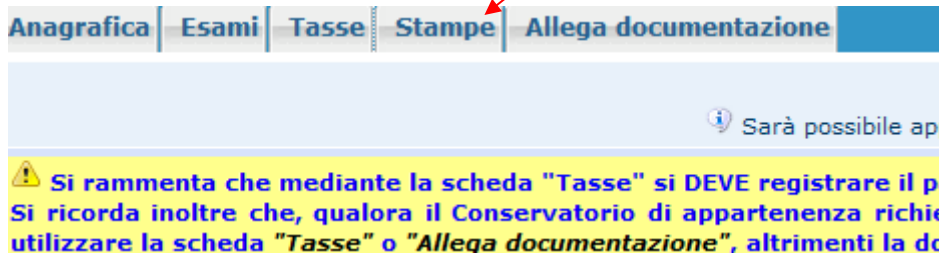 Anagrafica Esami Tasse Stampe Allega documentazione
Sarà possibile ap
Si rammenta che mediante la scheda "Tasse" si DEVE registrare il p
Si ricorda inoltre che, qualora il Conservatorio di appartenenza richie
utilizzare la scheda "Tasse" o "Allega documentazione", altrimenti la do